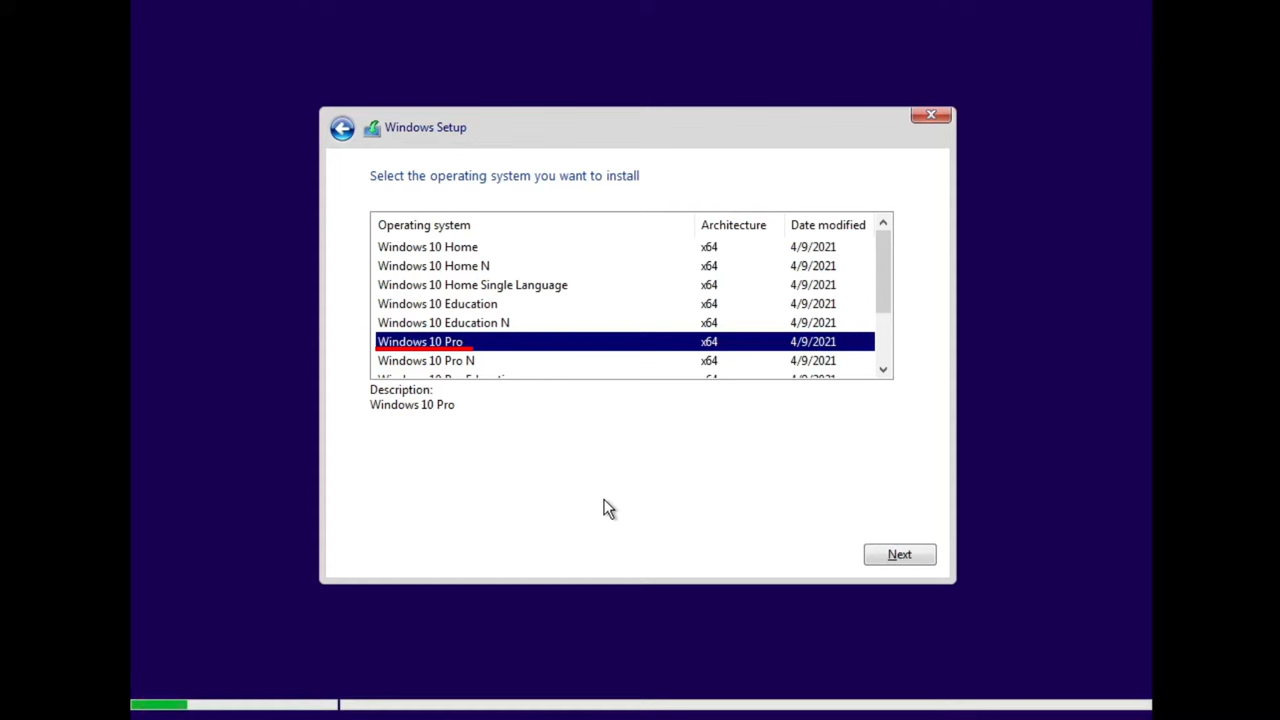 Windows Setup
Select the operating system you want to install
Operating system Architecture Date modified
Windows 10 Home x64 4/9/2021
Windows 10 Home N x64 4/9/2021
Windows 10 Home Single Language x64 4/9/2021
Windows 10 Education x64 4/9/2021
Windows 10 Education N x64 4/9/2021
Windows 10 Pro x64 4/9/2021
Windows 10 Pro N x64 4/9/2021
Description:
Windows 10 Pro
Next